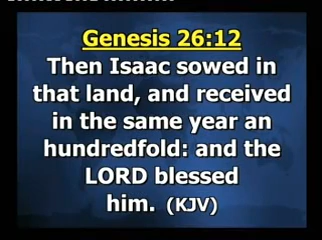 Genesis 26:12
Then Isaac sowed in
that land, and received
in the same year an
hundredfold: and the
LORD blessed
him. (KJV)